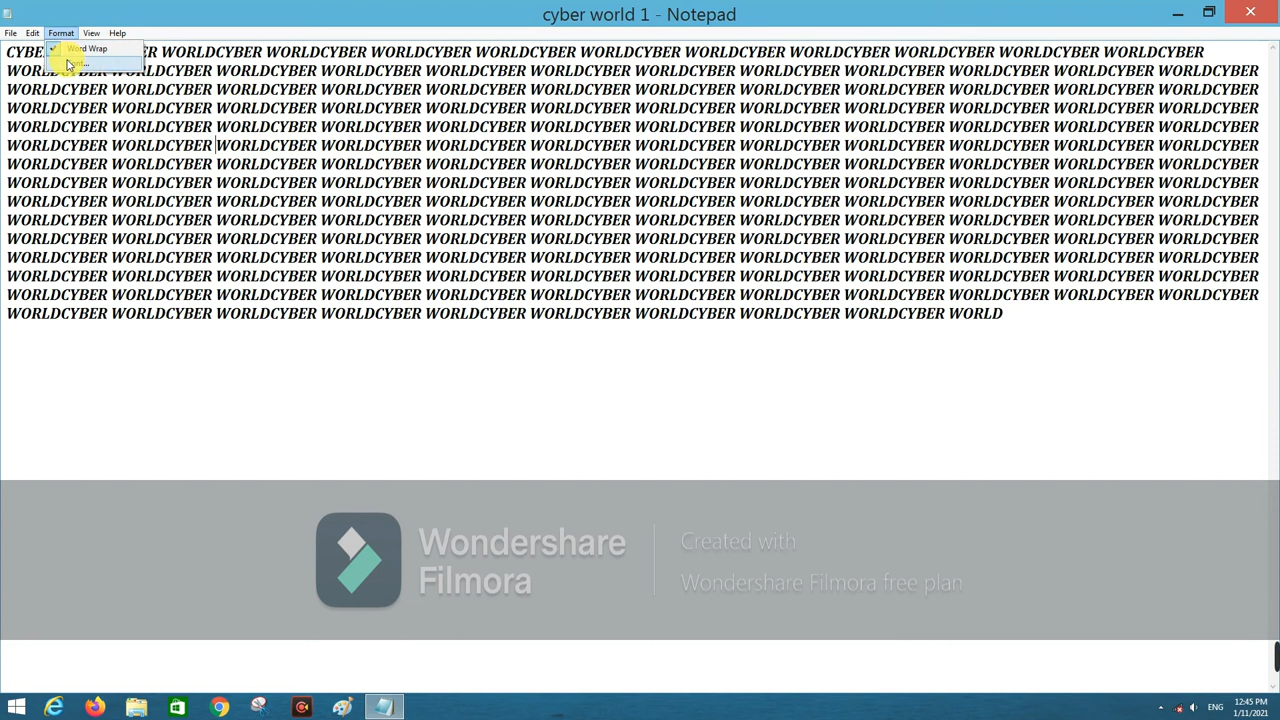 cyber world 1 - Notepad
File Edit Format View Help
Word Wrap
CYBE R WORLDCYBER WORLDCYBER WORLDCYBER WORLDCYBER WORLDCYBER WORLDCYBER WORLDCYBER WORLDCYBER WORLDCYBER WORLDCYBER
WORLDCYBER WORLDCYBER WORLDCYBER WORLDCYBER WORLDCYBER WORLDCYBER WORLDCYBER WORLDCYBER WORLDCYBER WORLDCYBER WORLDCYBER WORLDCYBER
WORLDCYBER WORLDCYBER WORLDCYBER WORLDCYBER WORLDCYBER WORLDCYBER WORLDCYBER WORLDCYBER WORLDCYBER WORLDCYBER WORLDCYBER WORLDCYBER
WORLDCYBER WORLDCYBER WORLDCYBER WORLDCYBER WORLDCYBER WORLDCYBER WORLDCYBER WORLDCYBER WORLDCYBER WORLDCYBER WORLDCYBER WORLDCYBER
WORLDCYBER WORLDCYBER WORLDCYBER WORLDCYBER WORLDCYBER WORLDCYBER WORLDCYBER WORLDCYBER WORLDCYBER WORLDCYBER WORLDCYBER WORLDCYBER
WORLDCYBER WORLDCYBER WORLDCYBER WORLDCYBER WORLDCYBER WORLDCYBER WORLDCYBER WORLDCYBER WORLDCYBER WORLDCYBER WORLDCYBER WORLDCYBER
WORLDCYBER WORLDCYBER WORLDCYBER WORLDCYBER WORLDCYBER WORLDCYBER WORLDCYBER WORLDCYBER WORLDCYBER WORLDCYBER WORLDCYBER WORLDCYBER
WORLDCYBER WORLDCYBER WORLDCYBER WORLDCYBER WORLDCYBER WORLDCYBER WORLDCYBER WORLDCYBER WORLDCYBER WORLDCYBER WORLDCYBER WORLDCYBER
WORLDCYBER WORLDCYBER WORLDCYBER WORLDCYBER WORLDCYBER WORLDCYBER WORLDCYBER WORLDCYBER WORLDCYBER WORLDCYBER WORLDCYBER WORLDCYBER
WORLDCYBER WORLDCYBER WORLDCYBER WORLDCYBER WORLDCYBER WORLDCYBER WORLDCYBER WORLDCYBER WORLDCYBER WORLDCYBER WORLDCYBER WORLDCYBER
WORLDCYBER WORLDCYBER WORLDCYBER WORLDCYBER WORLDCYBER WORLDCYBER WORLDCYBER WORLDCYBER WORLDCYBER WORLDCYBER WORLDCYBER WORLDCYBER
WORLDCYBER WORLDCYBER WORLDCYBER WORLDCYBER WORLDCYBER WORLDCYBER WORLDCYBER WORLDCYBER WORLDCYBER WORLDCYBER WORLDCYBER WORLDCYBER
WORLDCYBER WORLDCYBER WORLDCYBER WORLDCYBER WORLDCYBER WORLDCYBER WORLDCYBER WORLDCYBER WORLDCYBER WORLDCYBER WORLDCYBER WORLDCYBER
WORLDCYBER WORLDCYBER WORLDCYBER WORLDCYBER WORLDCYBER WORLDCYBER WORLDCYBER WORLDCYBER WORLDCYBER WORLDCYBER WORLDCYBER WORLDCYBER
WORLDCYBER WORLDCYBER WORLDCYBER WORLDCYBER WORLDCYBER WORLDCYBER WORLDCYBER WORLDCYBER WORLDCYBER WORLD
Wondershare
Filmora
Created with
Wondershare Filmora free plan
ENG
12:45 PM
1/11/2021